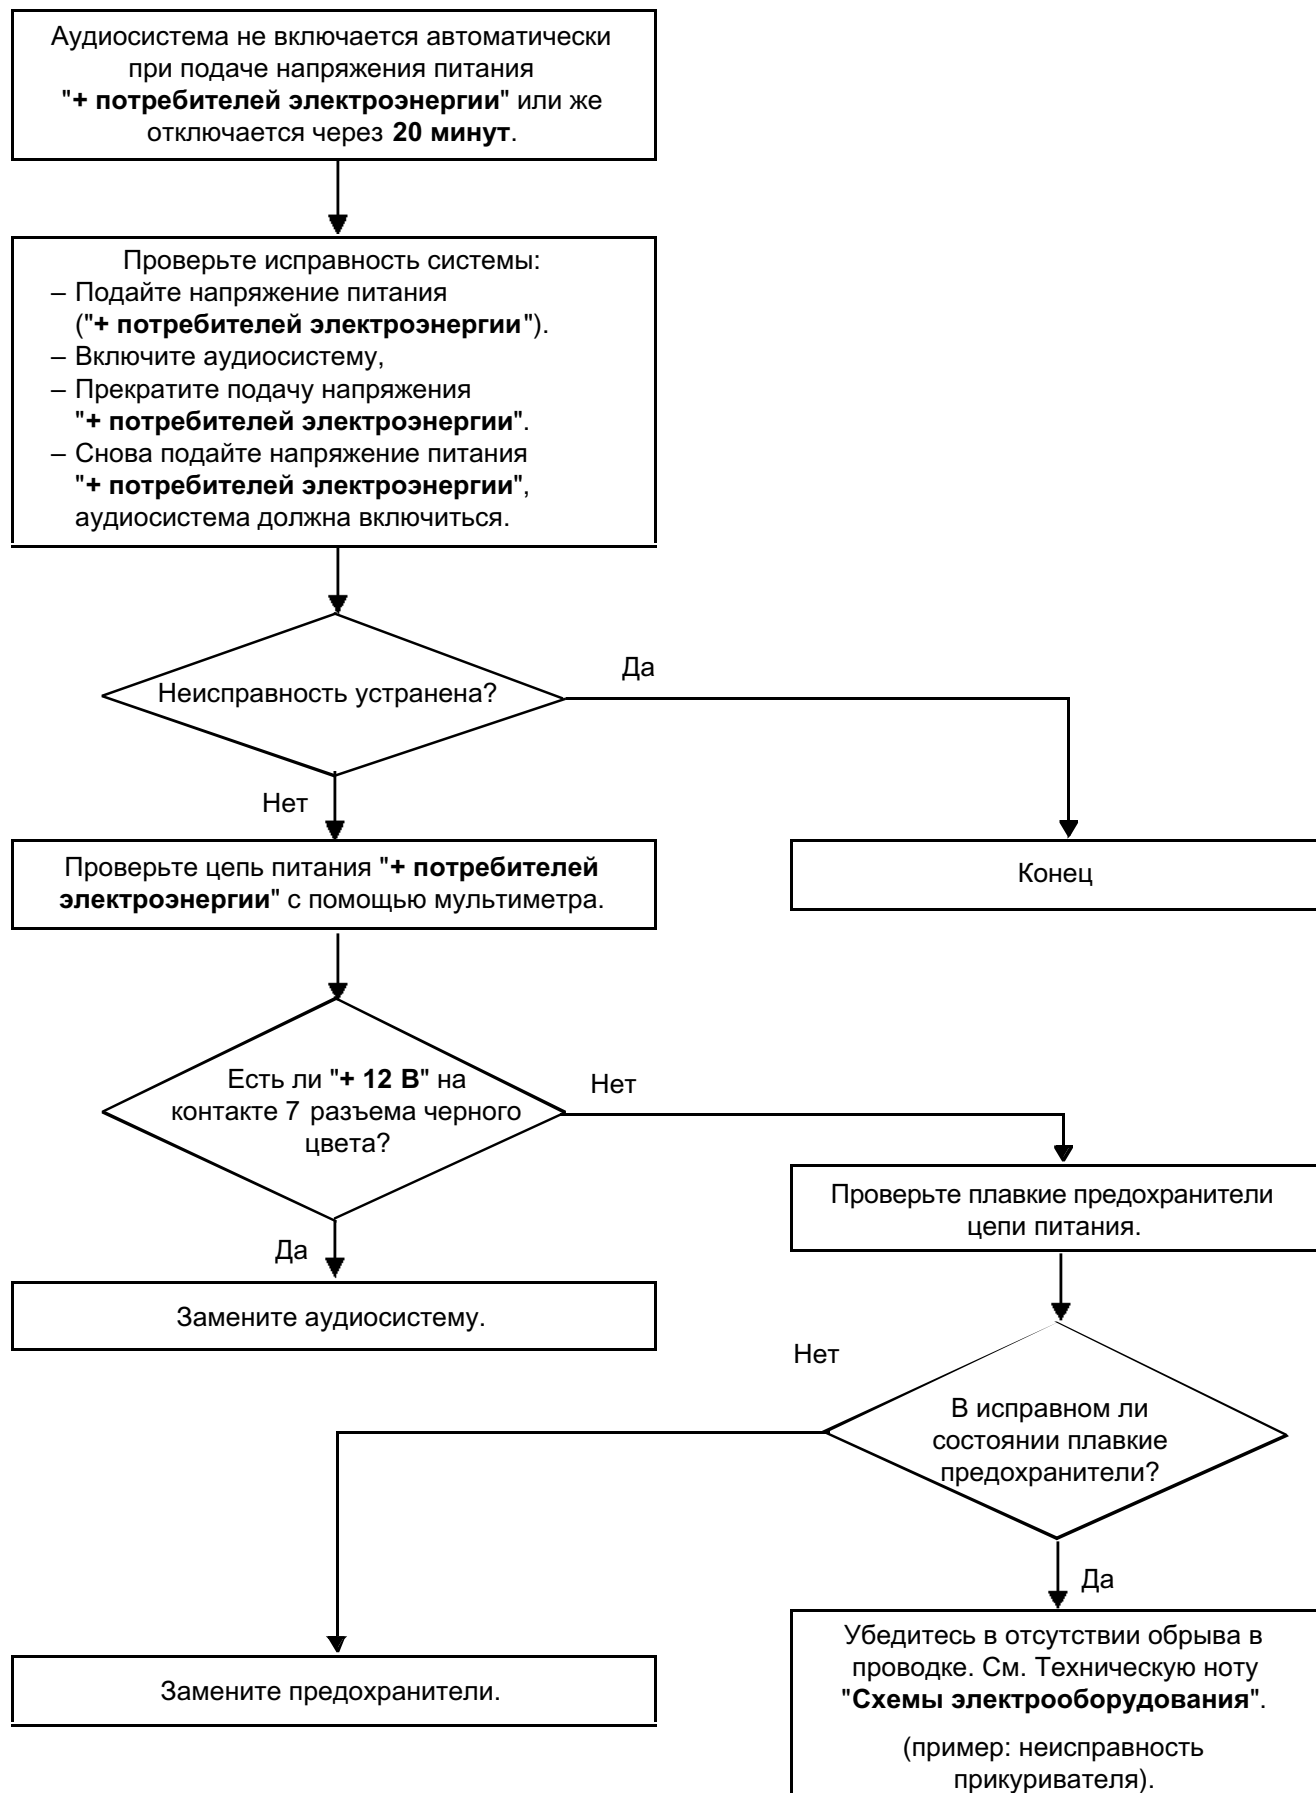 Аудиосистема не включается автоматически
при подаче напряжения питания
"+ потребителей электроэнергии" или же
отключается через 20 минут.
Проверьте исправность системы:
– Подайте напряжение питания
("+ потребителей электроэнергии").
– Включите аудиосистему,
– Прекратите подачу напряжения
"+ потребителей электроэнергии".
– Снова подайте напряжение питания
"+ потребителей электроэнергии",
аудиосистема должна включиться.
Неисправность устранена?
Да
Нет
Проверьте цепь питания "+ потребителей
электроэнергии" с помощью мультиметра.
Конец
Есть ли "+ 12 В" на
контакте 7 разъема черного
цвета?
Нет
Да
Проверьте плавкие предохранители
цепи питания.
Замените аудиосистему.
Нет
В исправном ли
состоянии плавкие
предохранители?
Да
Замените предохранители.
Убедитесь в отсутствии обрыва в
проводке. См. Техническую ноту
"Схемы электрооборудования".
(пример: неисправность
прикуривателя).